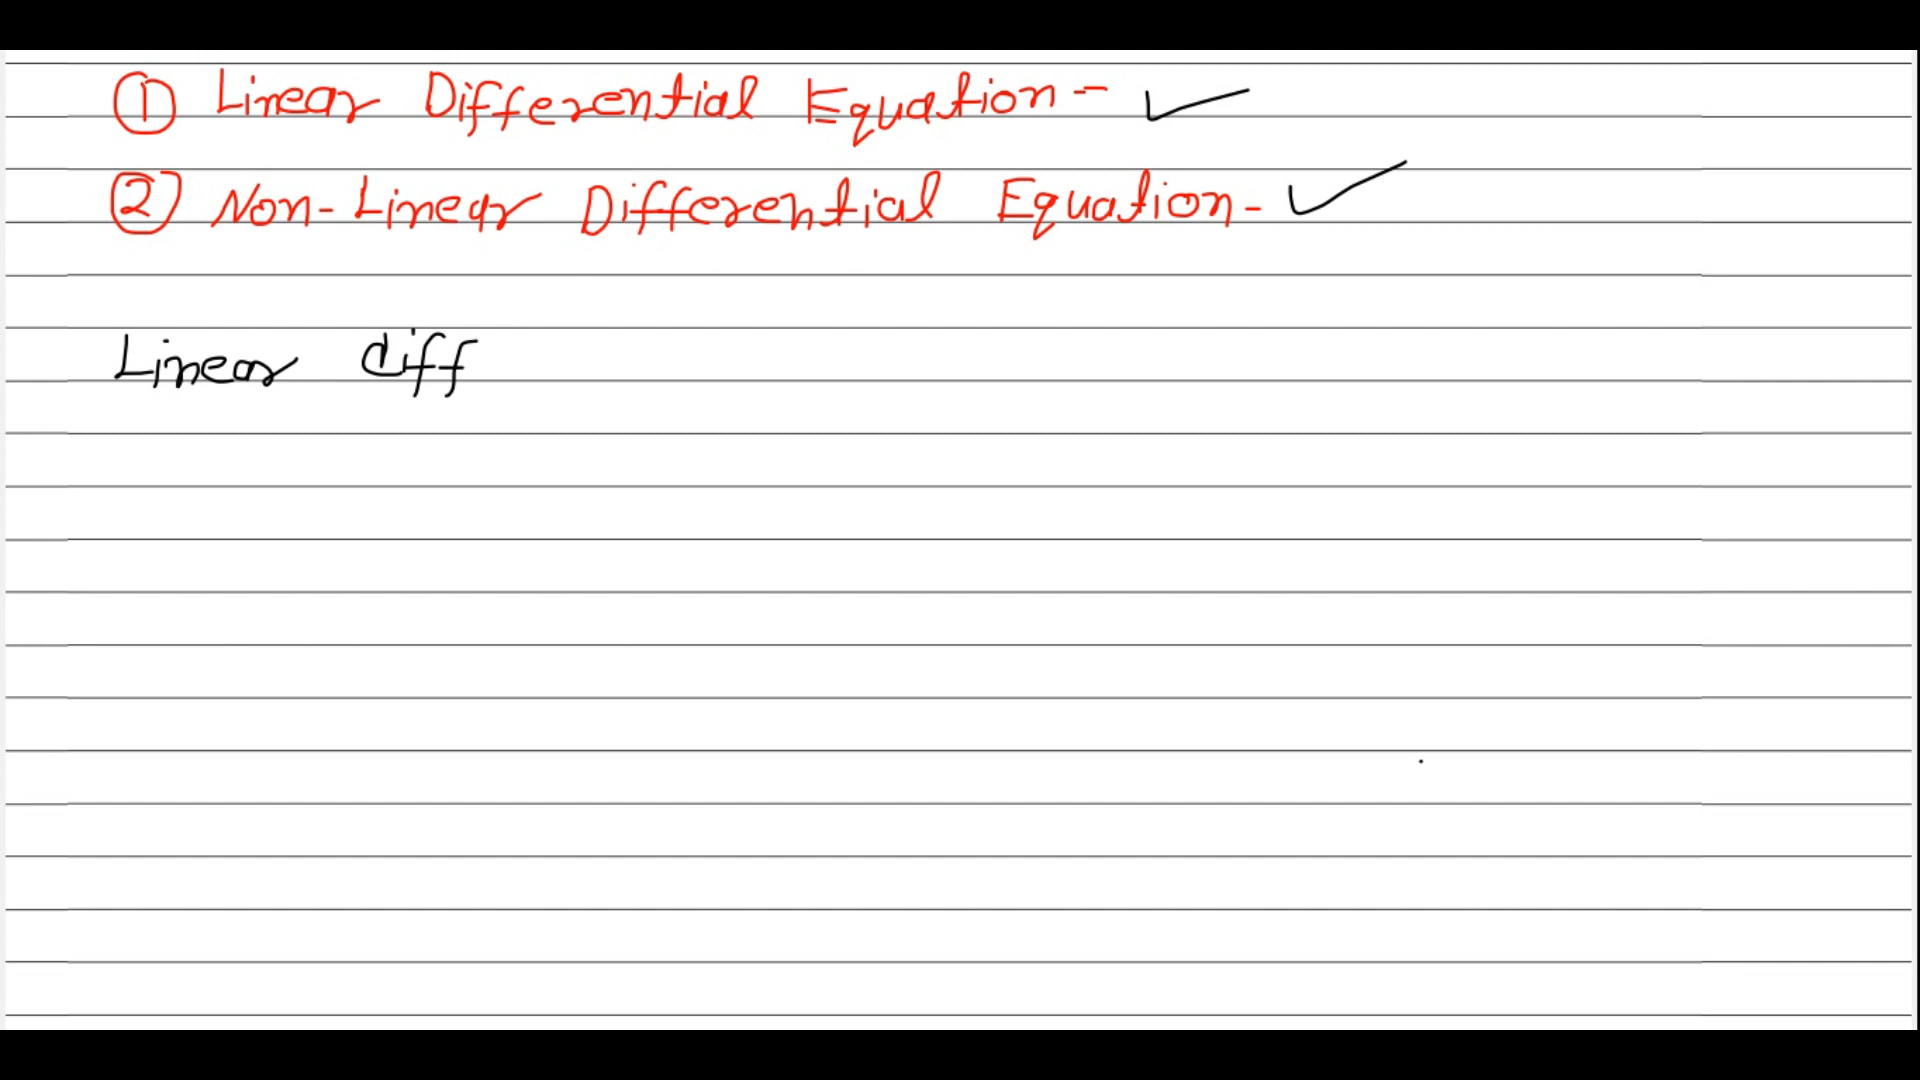 ① Linear Differential Equation - ✓
② Non-Linear Differential Equation - ✓
Linear diff